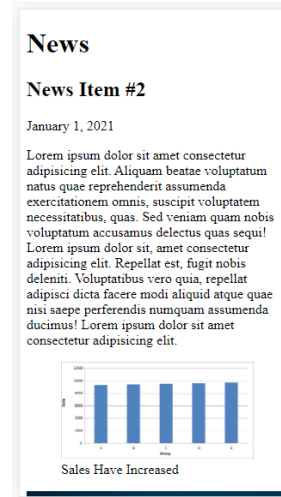 News
News Item #2
January 1, 2021
Lorem ipsum dolor sit amet consectetur
adipisicing elit. Aliquam beatae voluptatum
natus quae reprehenderit assumenda
exercitationem omnis, suscipit voluptatem
necessitatibus, quas. Sed veniam quam nobis
voluptatum accusamus delectus quas sequi!
Lorem ipsum dolor sit, amet consectetur
adipisicing elit. Repellat est, fugit nobis
deleniti. Voluptatibus vero quia, repellat
adipisci dicta facere modi aliquid atque quae
nisi saepe perferendis numquam assumenda
ducimus! Lorem ipsum dolor sit amet
consectetur adipisicing elit.
Sales Have Increased